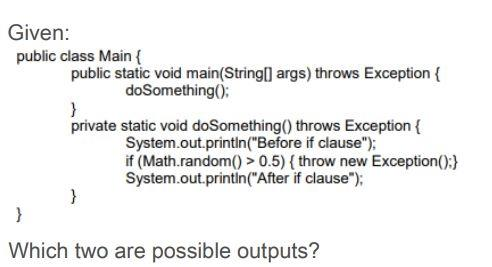 Given:
public class Main {
public static void main(String[] args) throws Exception {
doSomething();
}
private static void doSomething() throws Exception {
System.out.println("Before if clause");
if (Math.random() > 0.5) { throw new Exception();}
System.out.println("After if clause");
}
}
Which two are possible outputs?